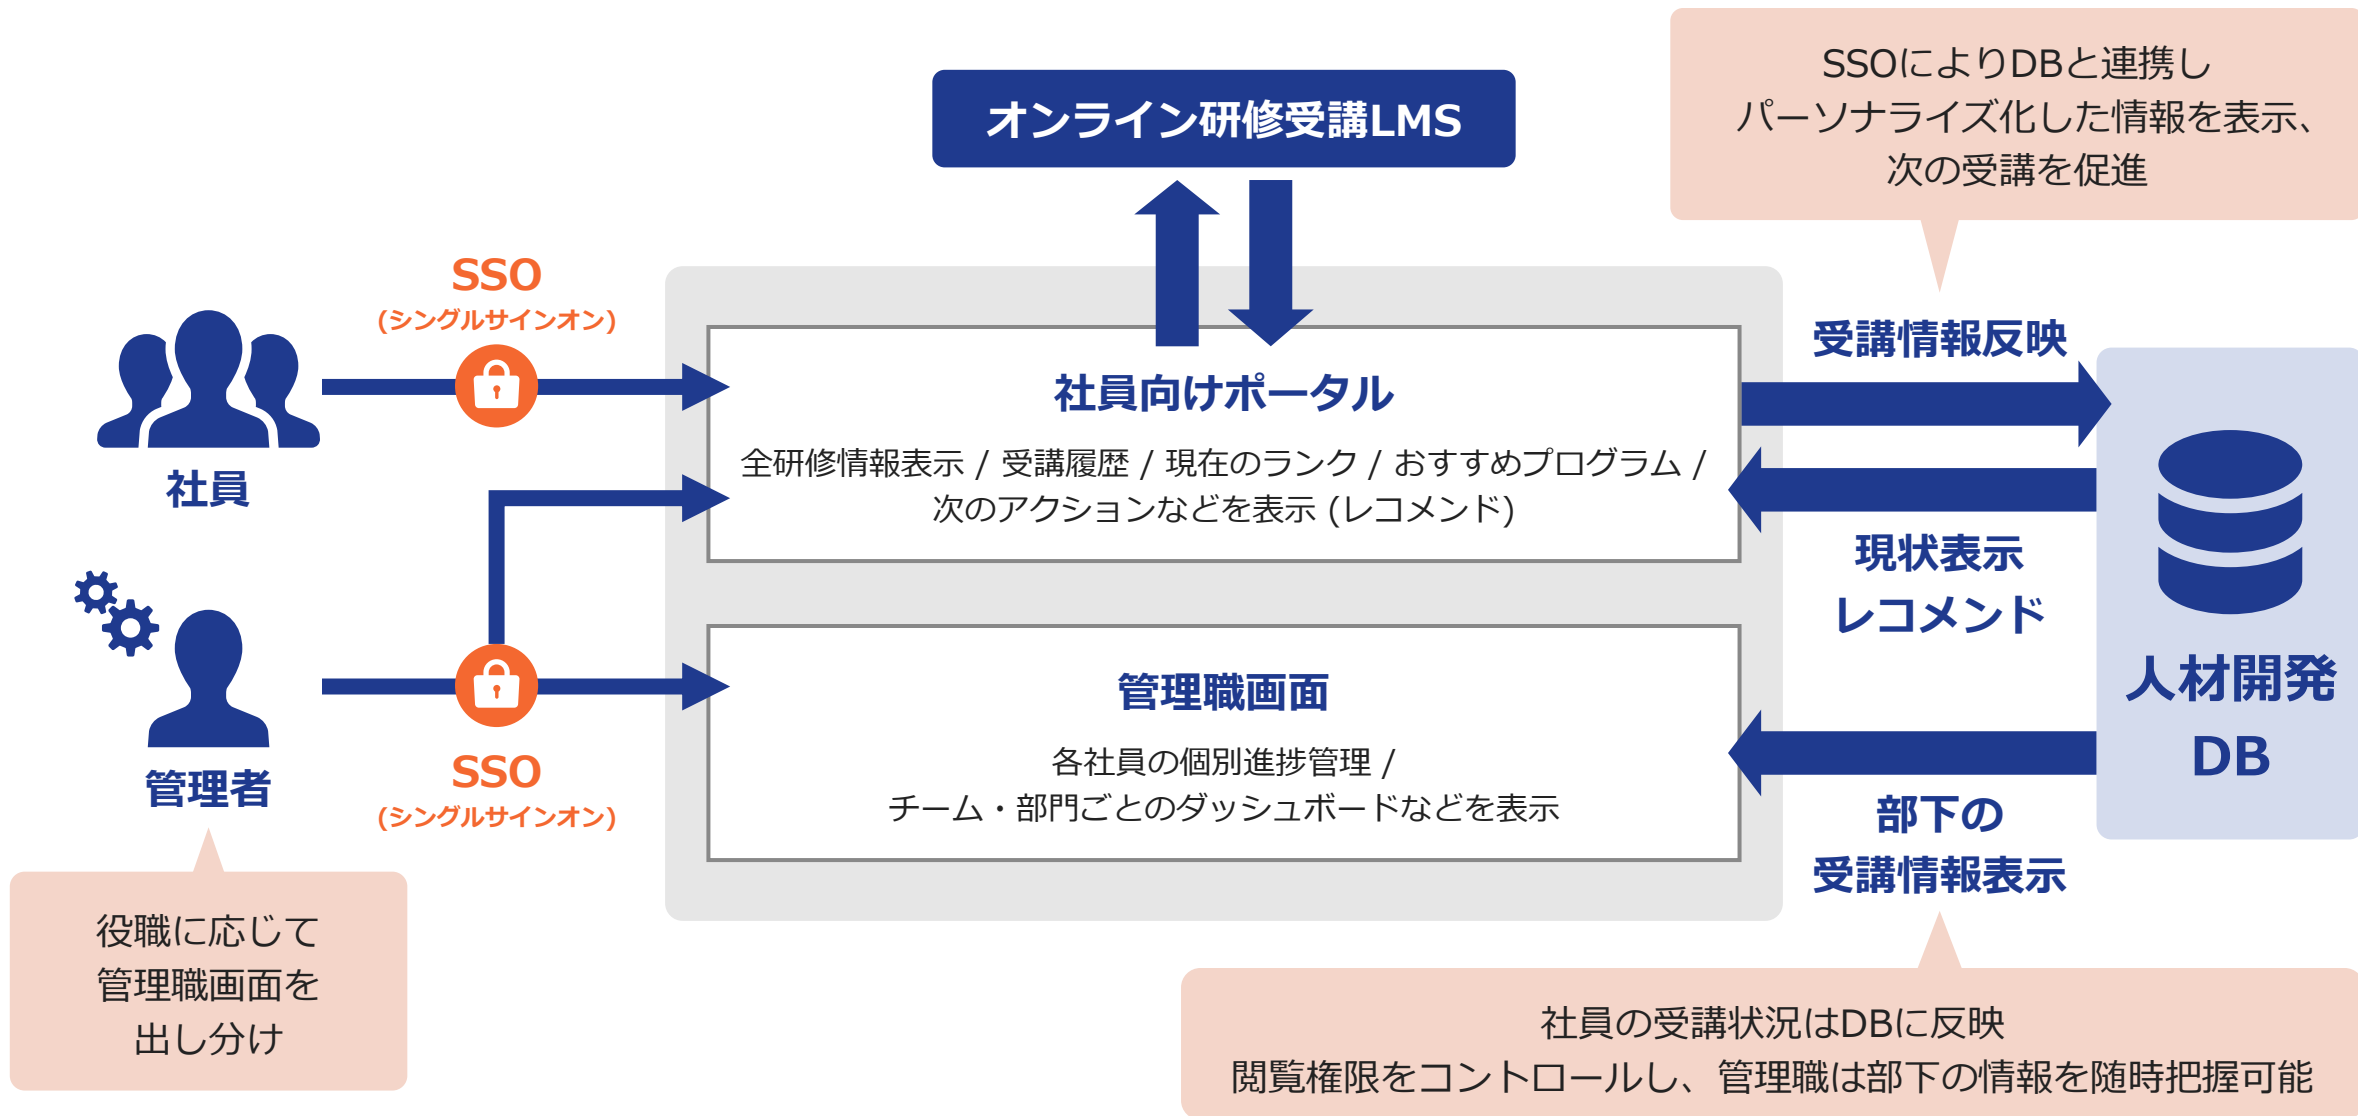 SSOによりDBと連携し
パーソナライズ化した情報を表示、
次の受講を促進
オンライン研修受講LMS
SSO
(シングルサインオン)
社員
社員向けポータル
全研修情報表示 / 受講履歴 / 現在のランク / おすすめプログラム /
次のアクションなどを表示 (レコメンド)
受講情報反映
現状表示
レコメンド
人材開発
DB
管理者
SSO
(シングルサインオン)
管理職画面
各社員の個別進捗管理 /
チーム・部門ごとのダッシュボードなどを表示
部下の
受講情報表示
役職に応じて
管理職画面を
出し分け
社員の受講状況はDBに反映
閲覧権限をコントロールし、管理職は部下の情報を随時把握可能